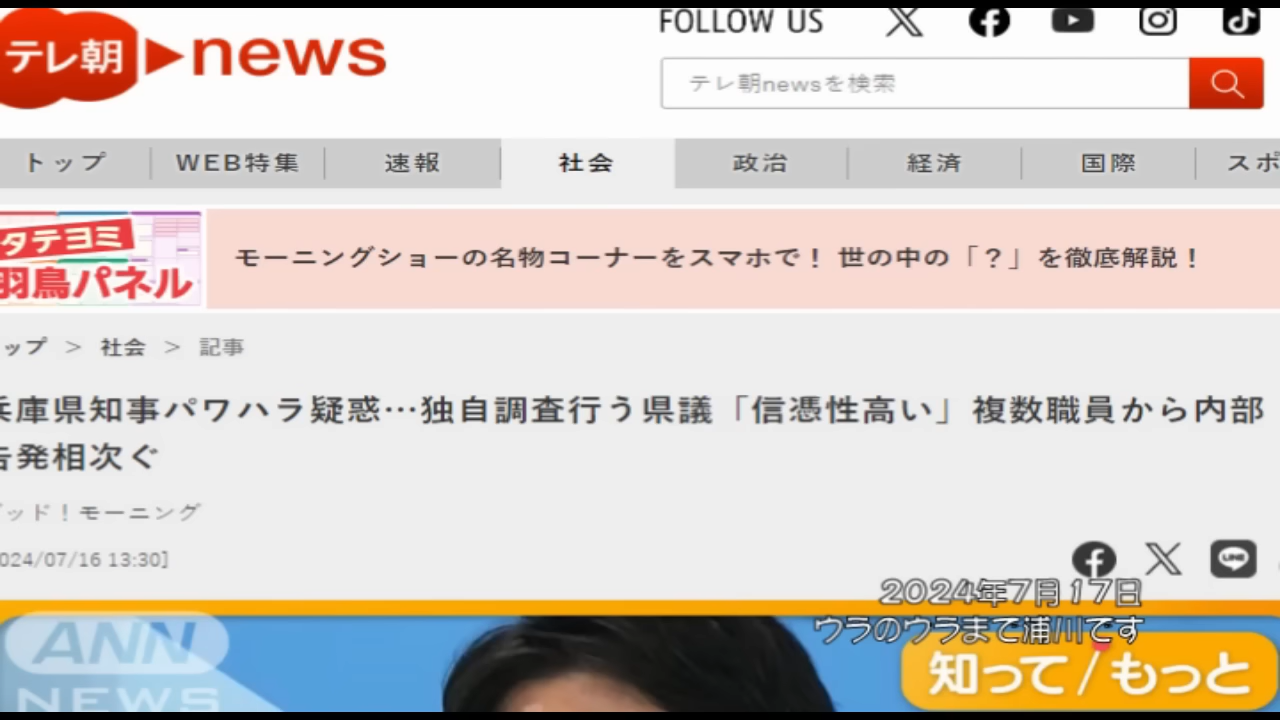 テレ朝 news
FOLLOW US
テレ朝newsを検索
トップ WEB特集 速報 社会 政治 経済 国際 スポ
タテヨミ
羽鳥パネル
モーニングショーの名物コーナーをスマホで！ 世の中の「？」を徹底解説！
ップ > 社会 > 記事
兵庫県知事パワハラ疑惑…独自調査行う県議「信憑性高い」複数職員から内部
告発相次ぐ
グッド！モーニング
024/07/16 13:30]
LINE
2024年7月17日
ウラのウラまで浦川です
ANN
NEWS
知って/もっと